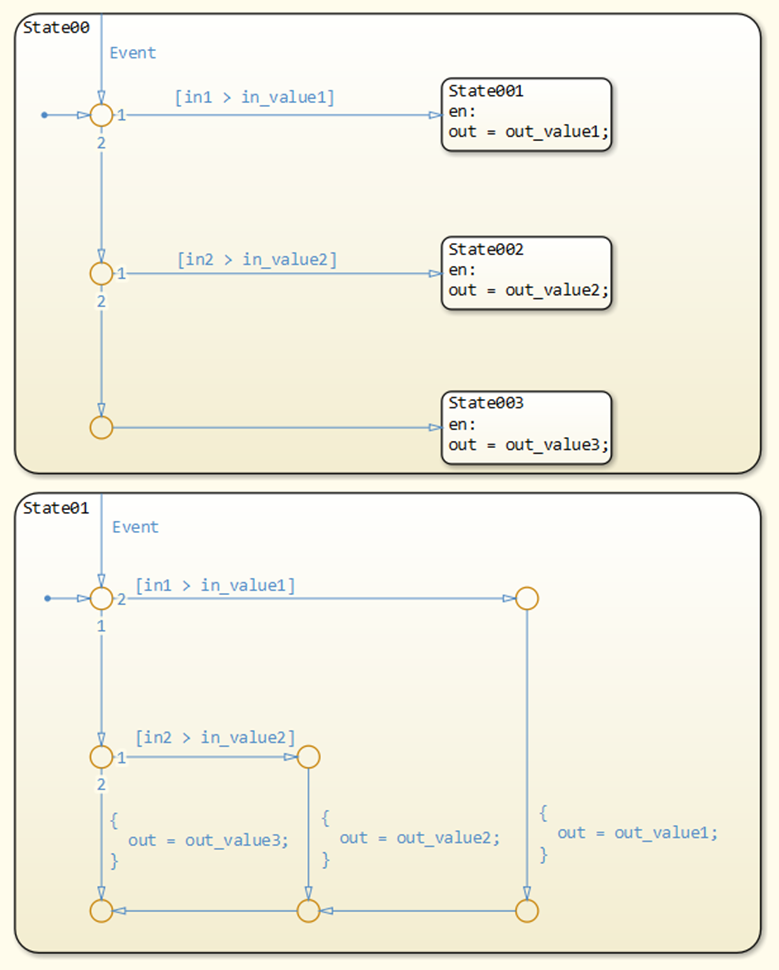 State00
Event
[in1 > in_value1]
1
State001
en:
out = out_value1;
2
[in2 > in_value2]
1
State002
en:
out = out_value2;
2
State003
en:
out = out_value3;
State01
Event
[in1 > in_value1]
2
1
[in2 > in_value2]
1
2
{
out = out_value3;
}
{
out = out_value2;
}
{
out = out_value1;
}